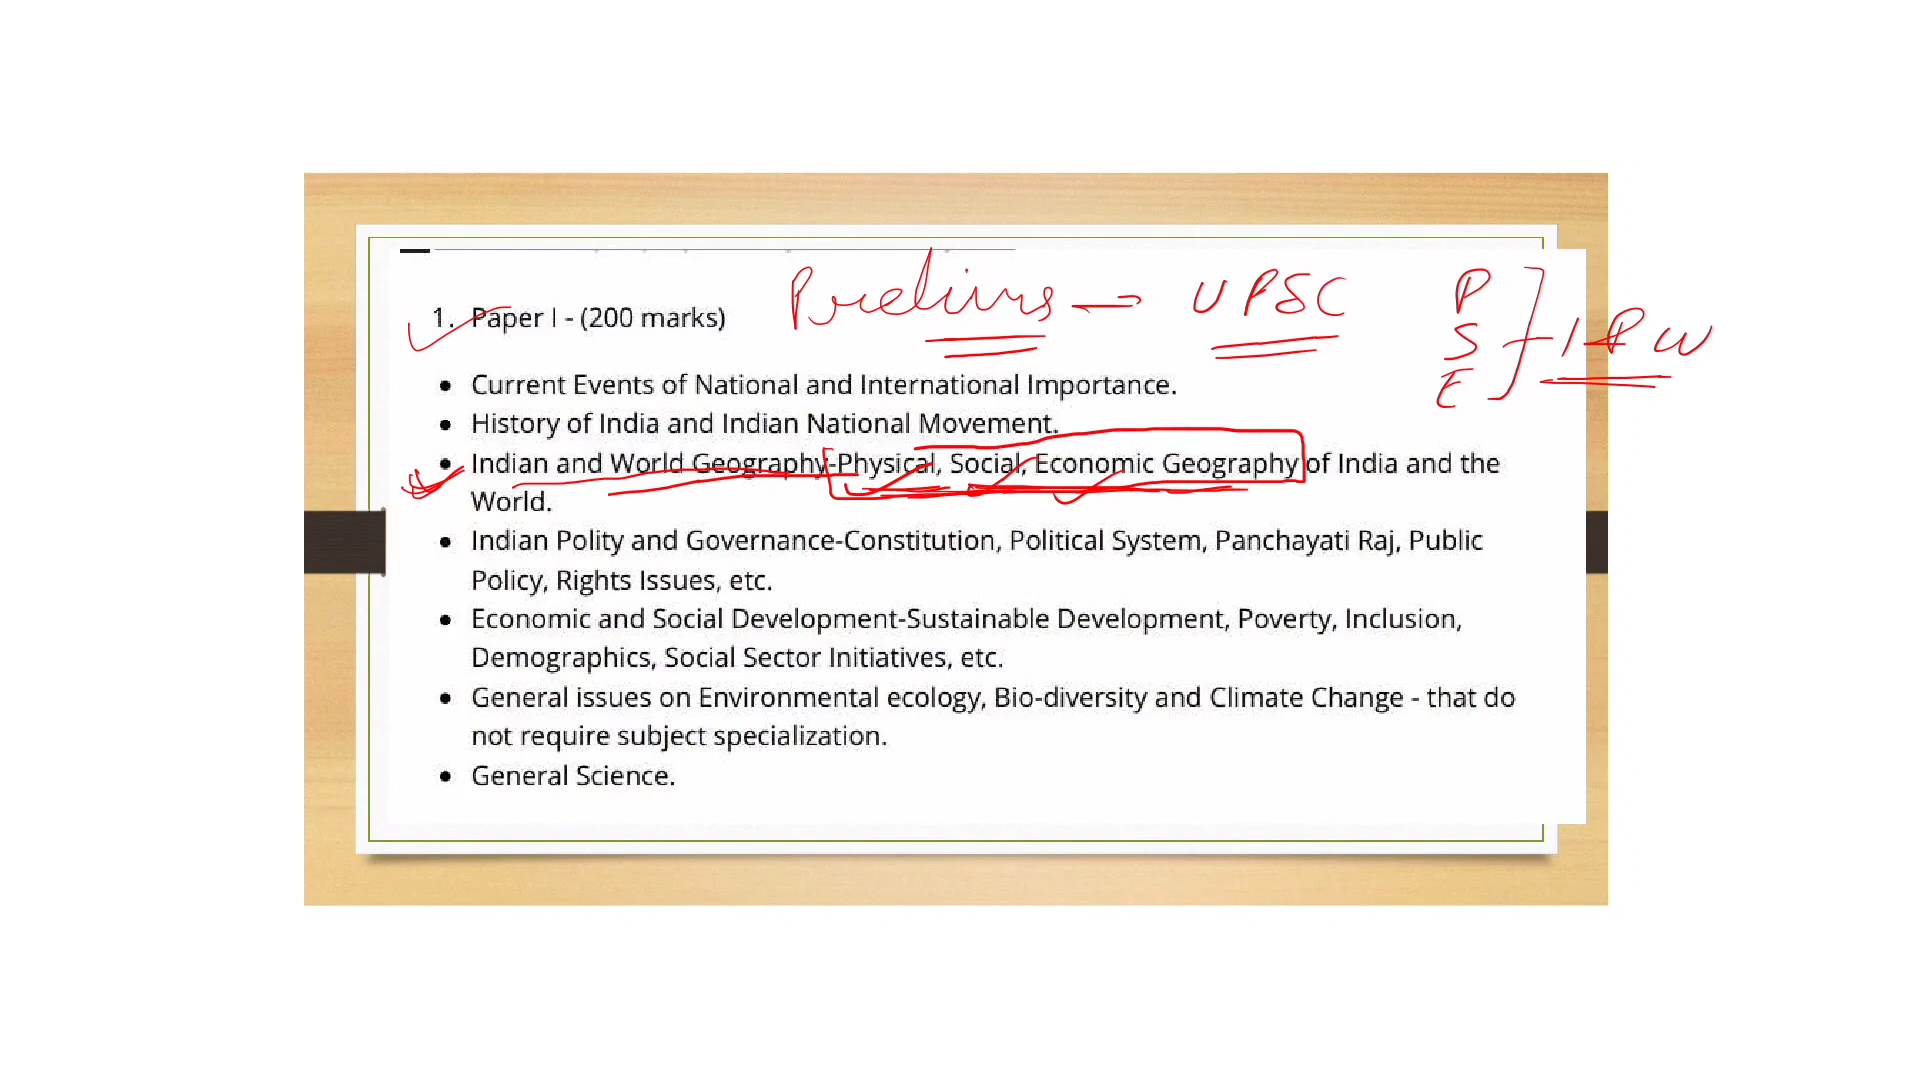 Prelims → UPSC
P
S
E
I & W
1. Paper I - (200 marks)
• Current Events of National and International Importance.
• History of India and Indian National Movement.
• Indian and World Geography-Physical, Social, Economic Geography of India and the
World.
• Indian Polity and Governance-Constitution, Political System, Panchayati Raj, Public
Policy, Rights Issues, etc.
• Economic and Social Development-Sustainable Development, Poverty, Inclusion,
Demographics, Social Sector Initiatives, etc.
• General issues on Environmental ecology, Bio-diversity and Climate Change - that do
not require subject specialization.
• General Science.